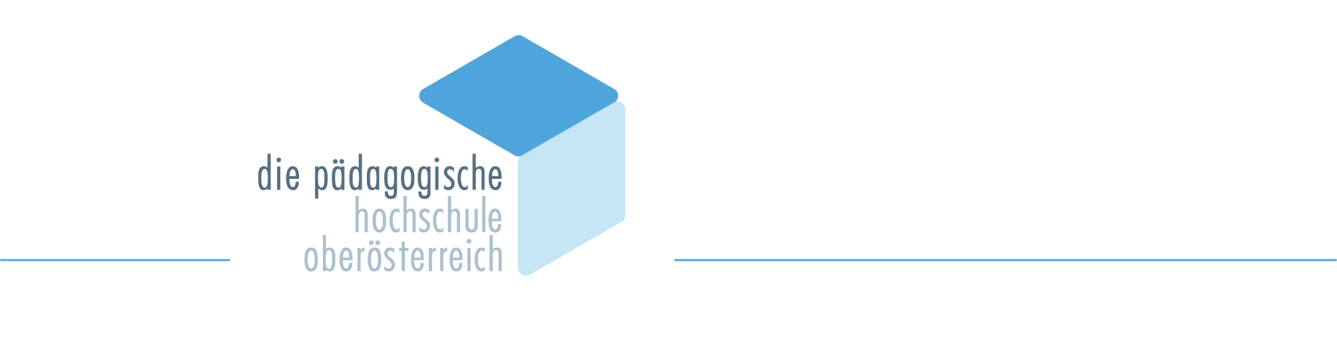 die pädagogische
hochschule
oberösterreich